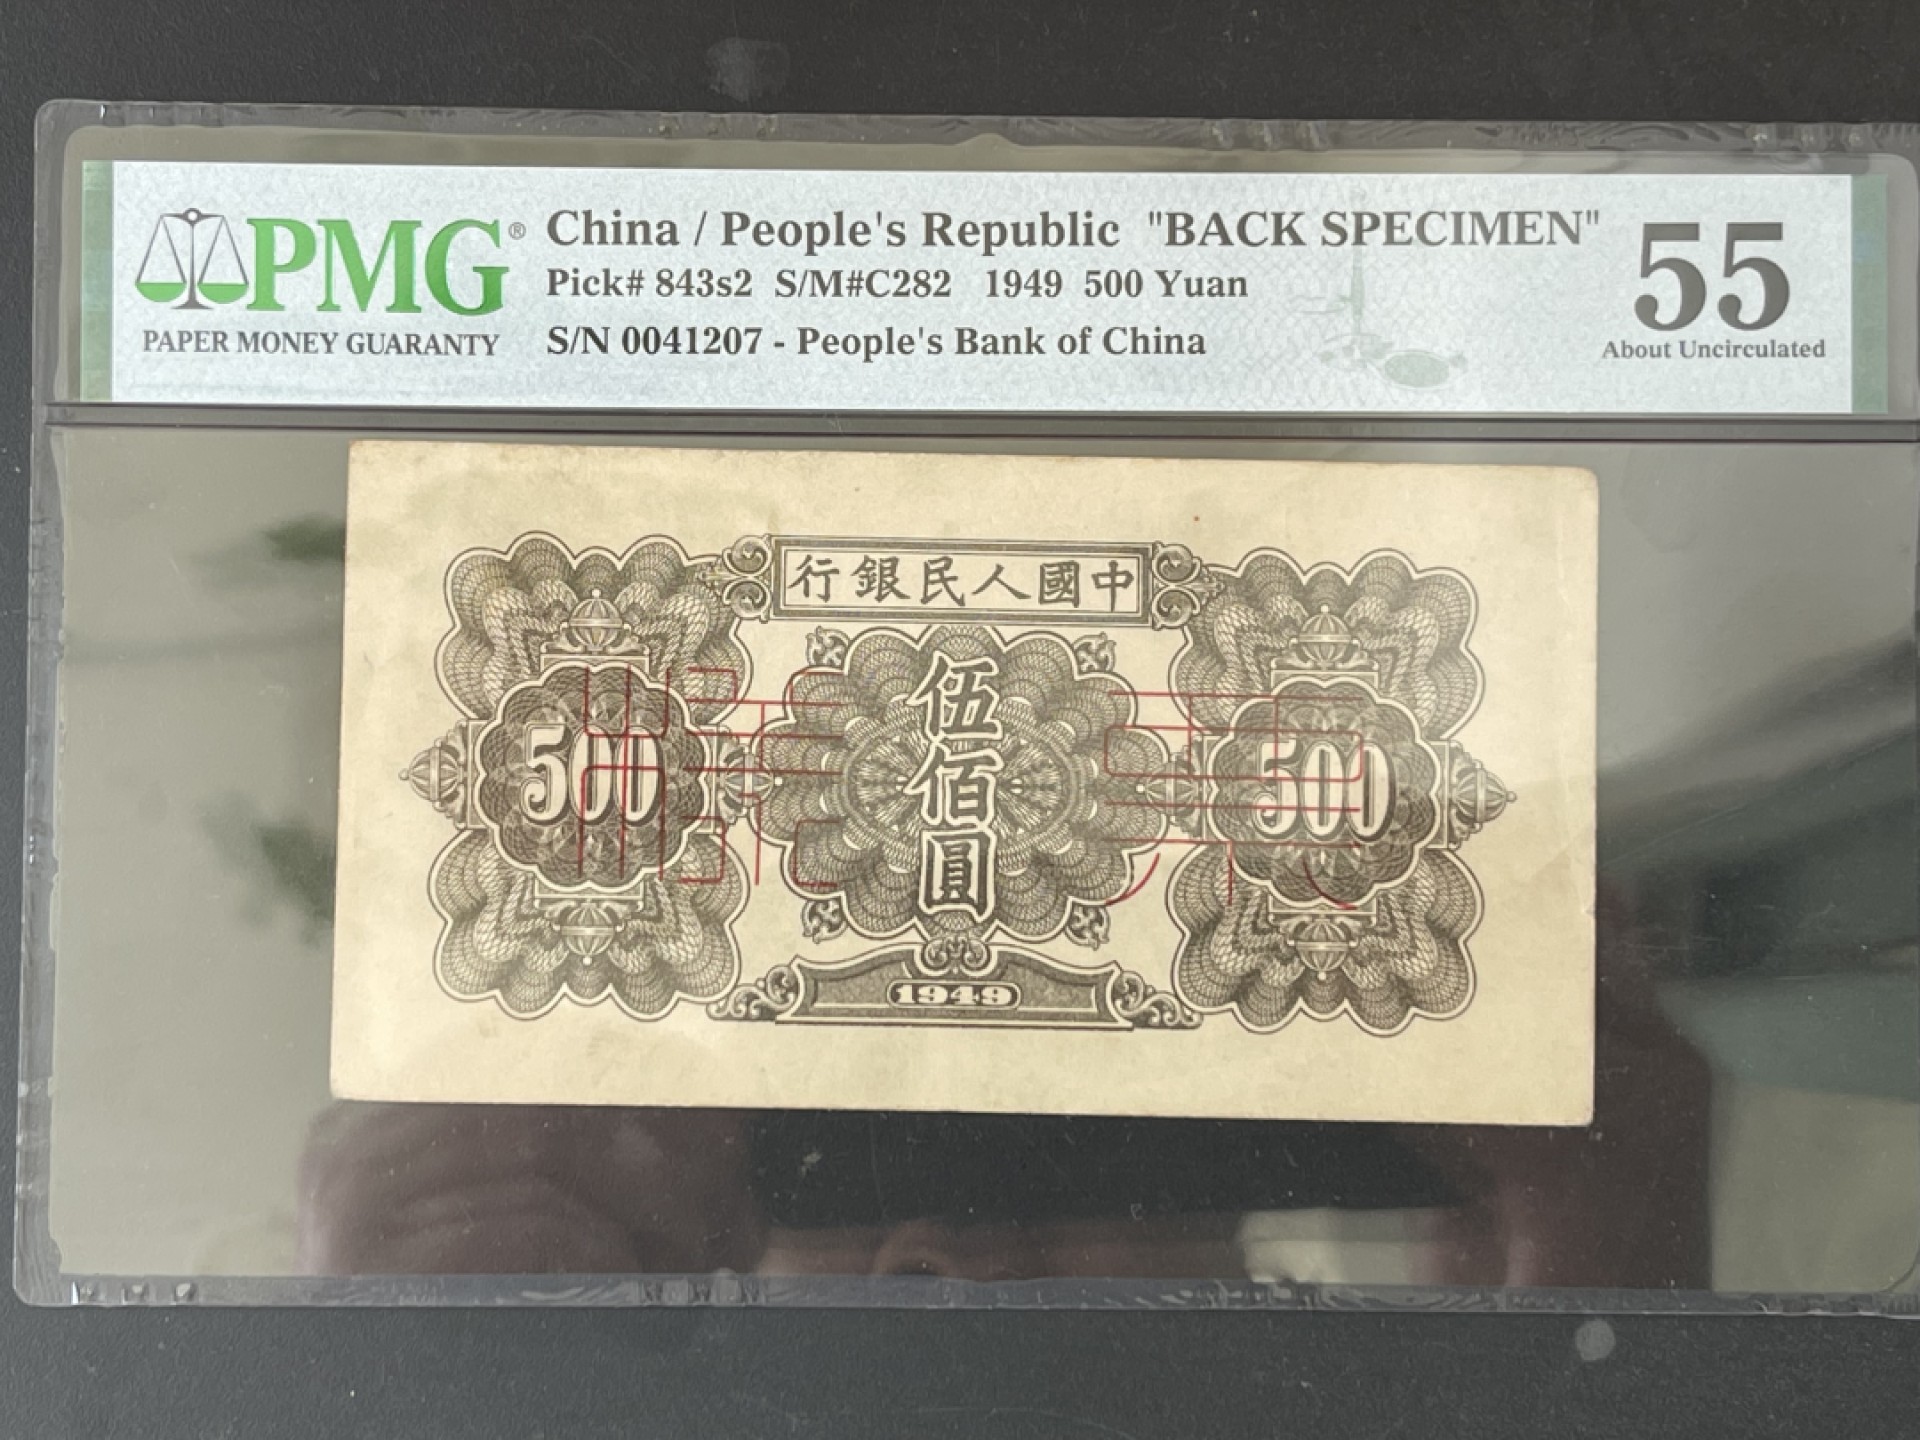 PMG®
PAPER MONEY GUARANTY
China / People's Republic "BACK SPECIMEN"
Pick# 843s2 S/M#C282 1949 500 Yuan
S/N 0041207 - People's Bank of China
55
About Uncirculated
中國人民銀行
500
伍佰圓
500
1949